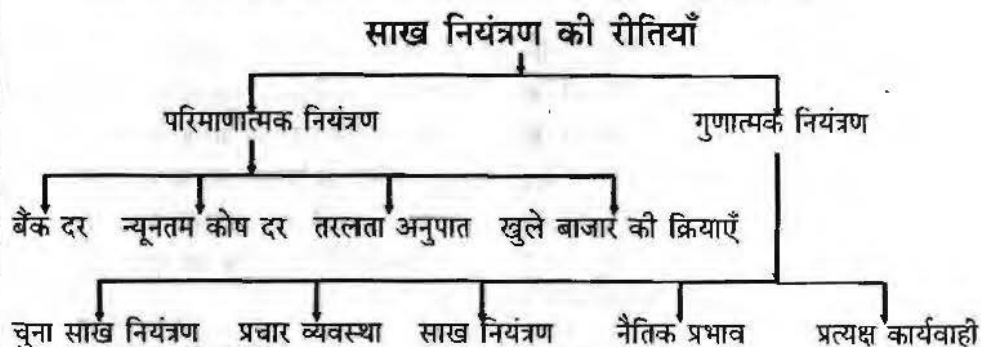 साख नियंत्रण की रीतियाँ
परिमाणात्मक नियंत्रण गुणात्मक नियंत्रण
बैंक दर न्यूनतम कोष दर तरलता अनुपात खुले बाजार की क्रियाएँ
चुना साख नियंत्रण प्रचार व्यवस्था साख नियंत्रण नैतिक प्रभाव प्रत्यक्ष कार्यवाही